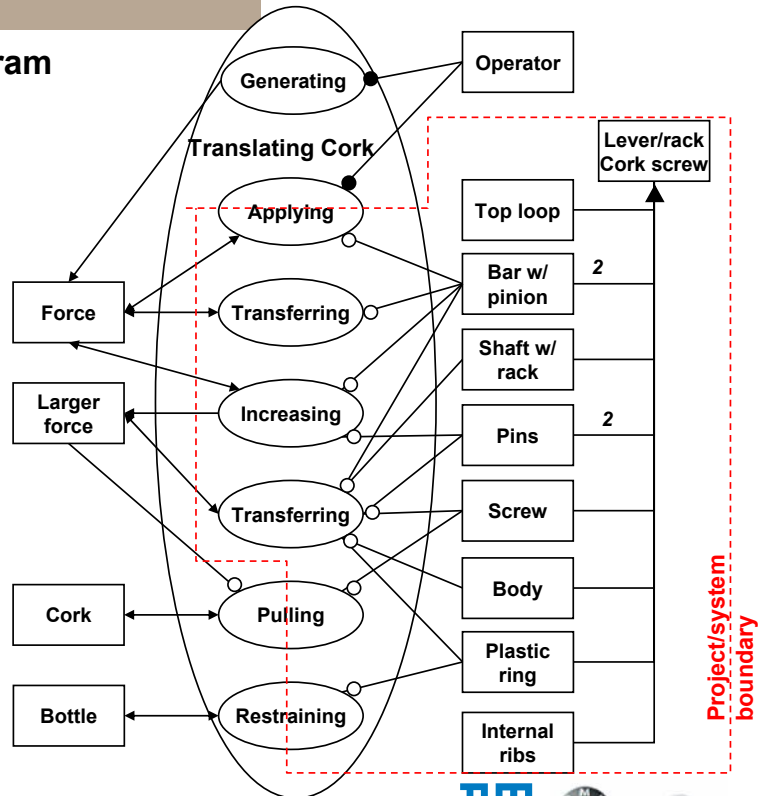 ram
Generating
Operator
Translating Cork
Lever/rack
Cork screw
Applying
Top loop
Bar w/
pinion
2
Force
Transferring
Shaft w/
rack
Larger
force
Increasing
Pins
2
Transferring
Screw
Cork
Pulling
Body
Plastic
ring
Bottle
Restraining
Internal
ribs
Project/system
boundary